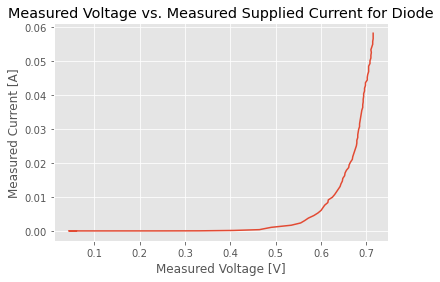 Measured Voltage vs. Measured Supplied Current for Diode
0.06
0.05
0.04
0.03
0.02
0.01
0.00
Measured Current [A]
0.1 0.2 0.3 0.4 0.5 0.6 0.7
Measured Voltage [V]